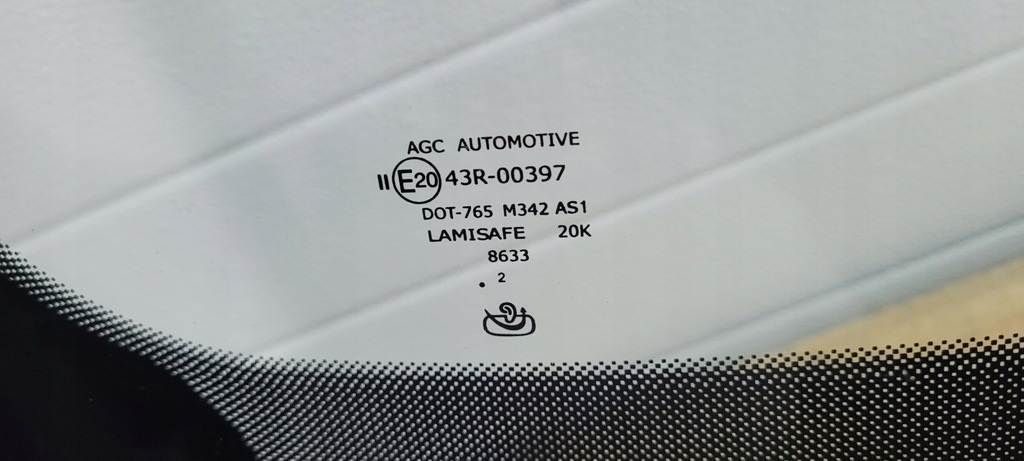 AGC AUTOMOTIVE
II E20 43R-00397
DOT-765 M342 AS1
LAMISAFE 20K
8633
. 2